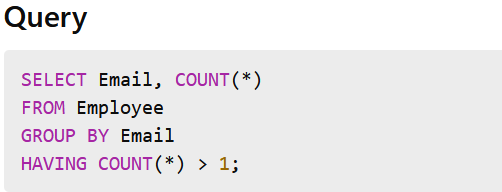 Query
SELECT Email, COUNT(*)
FROM Employee
GROUP BY Email
HAVING COUNT(*) > 1;